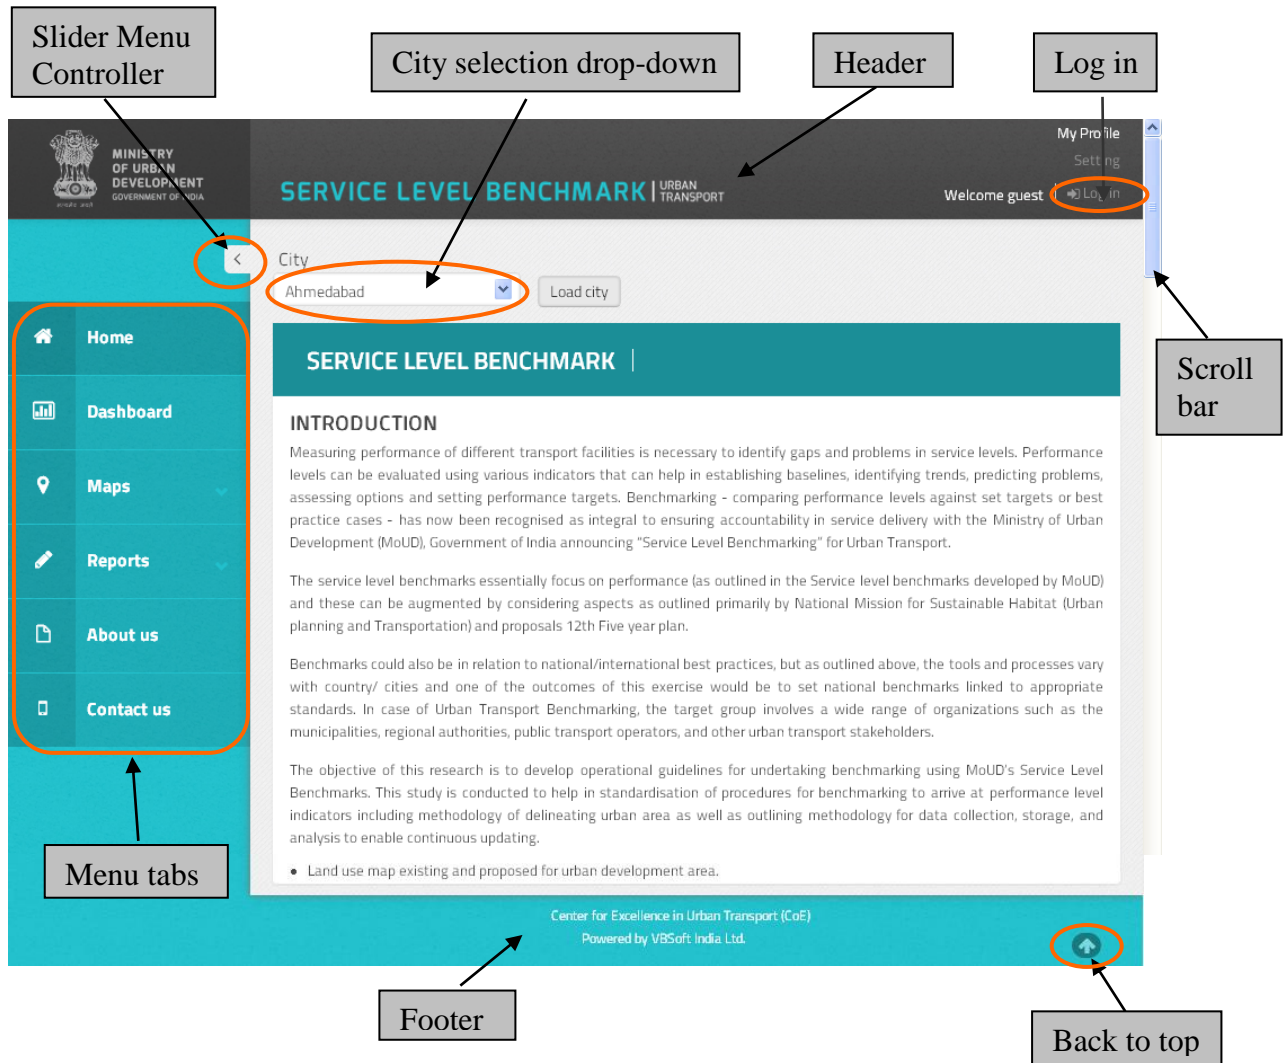 Slider Menu
Controller
City selection drop-down
Header
Log in
MINISTRY
OF URBAN
DEVELOPMENT
GOVERNMENT OF INDIA
SERVICE LEVEL BENCHMARK | URBAN
TRANSPORT
My Profile
Setting
Welcome guest
Log in
City
Ahmedabad
Load city
Scroll
bar
Home
Dashboard
Maps
Reports
About us
Contact us
Menu tabs
SERVICE LEVEL BENCHMARK |
INTRODUCTION
Measuring performance of different transport facilities is necessary to identify gaps and problems in service levels. Performance
levels can be evaluated using various indicators that can help in establishing baselines, identifying trends, predicting problems,
assessing options and setting performance targets. Benchmarking - comparing performance levels against set targets or best
practice cases - has now been recognised as integral to ensuring accountability in service delivery with the Ministry of Urban
Development (MoUD), Government of India announcing "Service Level Benchmarking" for Urban Transport.
The service level benchmarks essentially focus on performance (as outlined in the Service level benchmarks developed by MoUD)
and these can be augmented by considering aspects as outlined primarily by National Mission for Sustainable Habitat (Urban
planning and Transportation) and proposals 12th Five year plan.
Benchmarks could also be in relation to national/international best practices, but as outlined above, the tools and processes vary
with country/ cities and one of the outcomes of this exercise would be to set national benchmarks linked to appropriate
standards. In case of Urban Transport Benchmarking, the target group involves a wide range of organizations such as the
municipalities, regional authorities, public transport operators, and other urban transport stakeholders.
The objective of this research is to develop operational guidelines for undertaking benchmarking using MoUD's Service Level
Benchmarks. This study is conducted to help in standardisation of procedures for benchmarking to arrive at performance level
indicators including methodology of delineating urban area as well as outlining methodology for data collection, storage, and
analysis to enable continuous updating.
• Land use map existing and proposed for urban development area.
Center for Excellence in Urban Transport (CoE)
Powered by VBSoft India Ltd.
Footer
Back to top